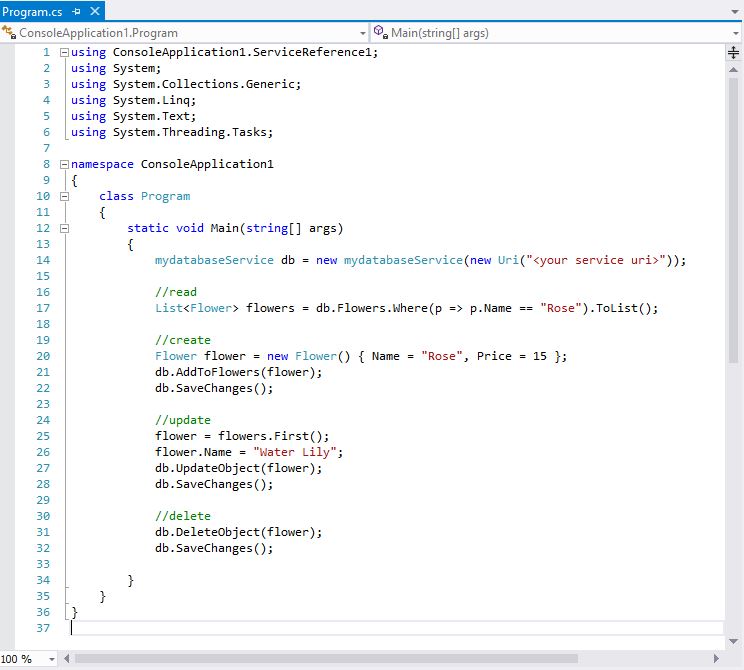 Program.cs
ConsoleApplication1.Program Main(string[] args)
1 using ConsoleApplication1.ServiceReference1;
2 using System;
3 using System.Collections.Generic;
4 using System.Linq;
5 using System.Text;
6 using System.Threading.Tasks;
7
8 namespace ConsoleApplication1
9 {
10     class Program
11     {
12         static void Main(string[] args)
13         {
14             mydatabaseService db = new mydatabaseService(new Uri("<your service uri>"));
15
16             //read
17             List<Flower> flowers = db.Flowers.Where(p => p.Name == "Rose").ToList();
18
19             //create
20             Flower flower = new Flower() { Name = "Rose", Price = 15 };
21             db.AddToFlowers(flower);
22             db.SaveChanges();
23
24             //update
25             flower = flowers.First();
26             flower.Name = "Water Lily";
27             db.UpdateObject(flower);
28             db.SaveChanges();
29
30             //delete
31             db.DeleteObject(flower);
32             db.SaveChanges();
33
34         }
35     }
36 }
37
100 %